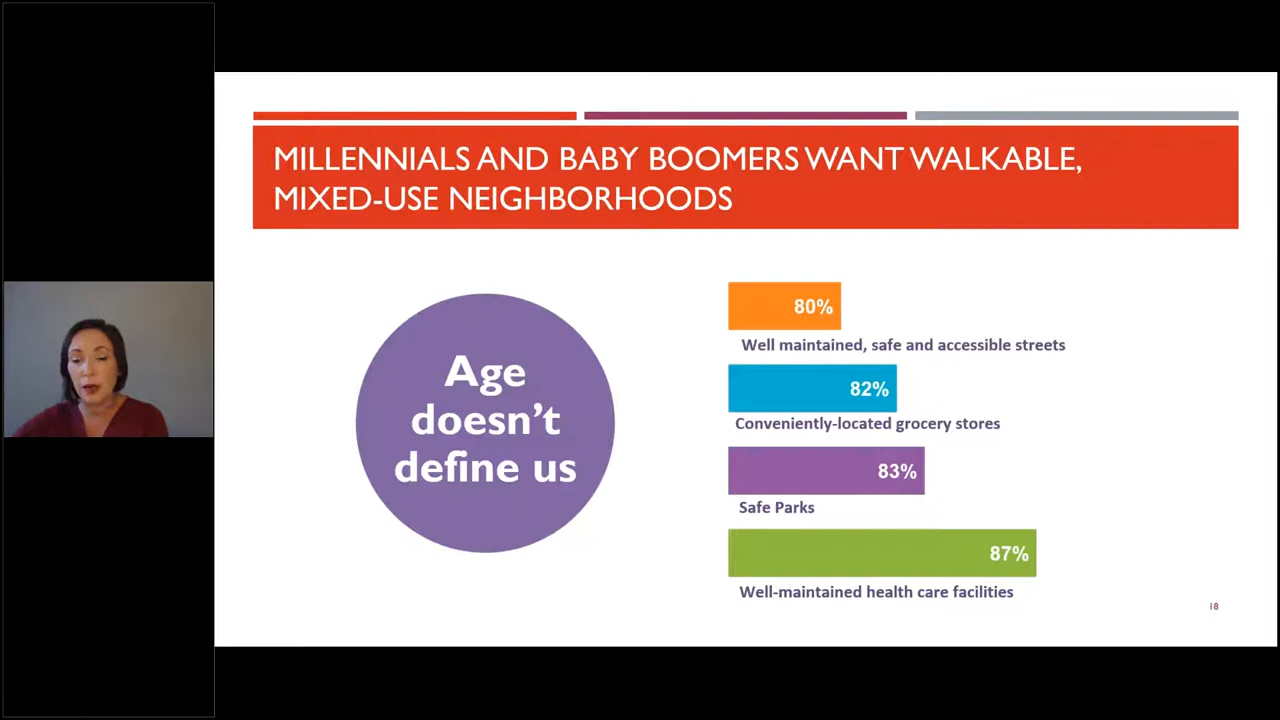 MILLENNIALS AND BABY BOOMERS WANT WALKABLE,
MIXED-USE NEIGHBORHOODS
Age
doesn't
define us
80%
Well maintained, safe and accessible streets
82%
Conveniently-located grocery stores
83%
Safe Parks
87%
Well-maintained health care facilities
18